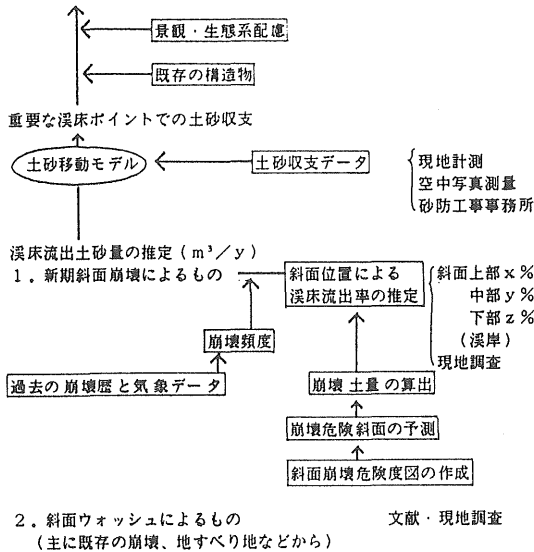 景観・生態系配慮
既存の構造物
重要な渓床ポイントでの土砂収支
土砂移動モデル
土砂収支データ
現地計測
空中写真測量
砂防工事事務所
渓床流出土砂量の推定(m³/y)
1.新期斜面崩壊によるもの
斜面位置による
渓床流出率の推定
斜面上部x%
中部y%
下部z%
(渓岸)
現地調査
崩壊頻度
過去の崩壊歴と気象データ
崩壊土量の算出
崩壊危険斜面の予測
斜面崩壊危険度図の作成
2.斜面ウォッシュによるもの
(主に既存の崩壊、地すべり地などから)
文献・現地調査